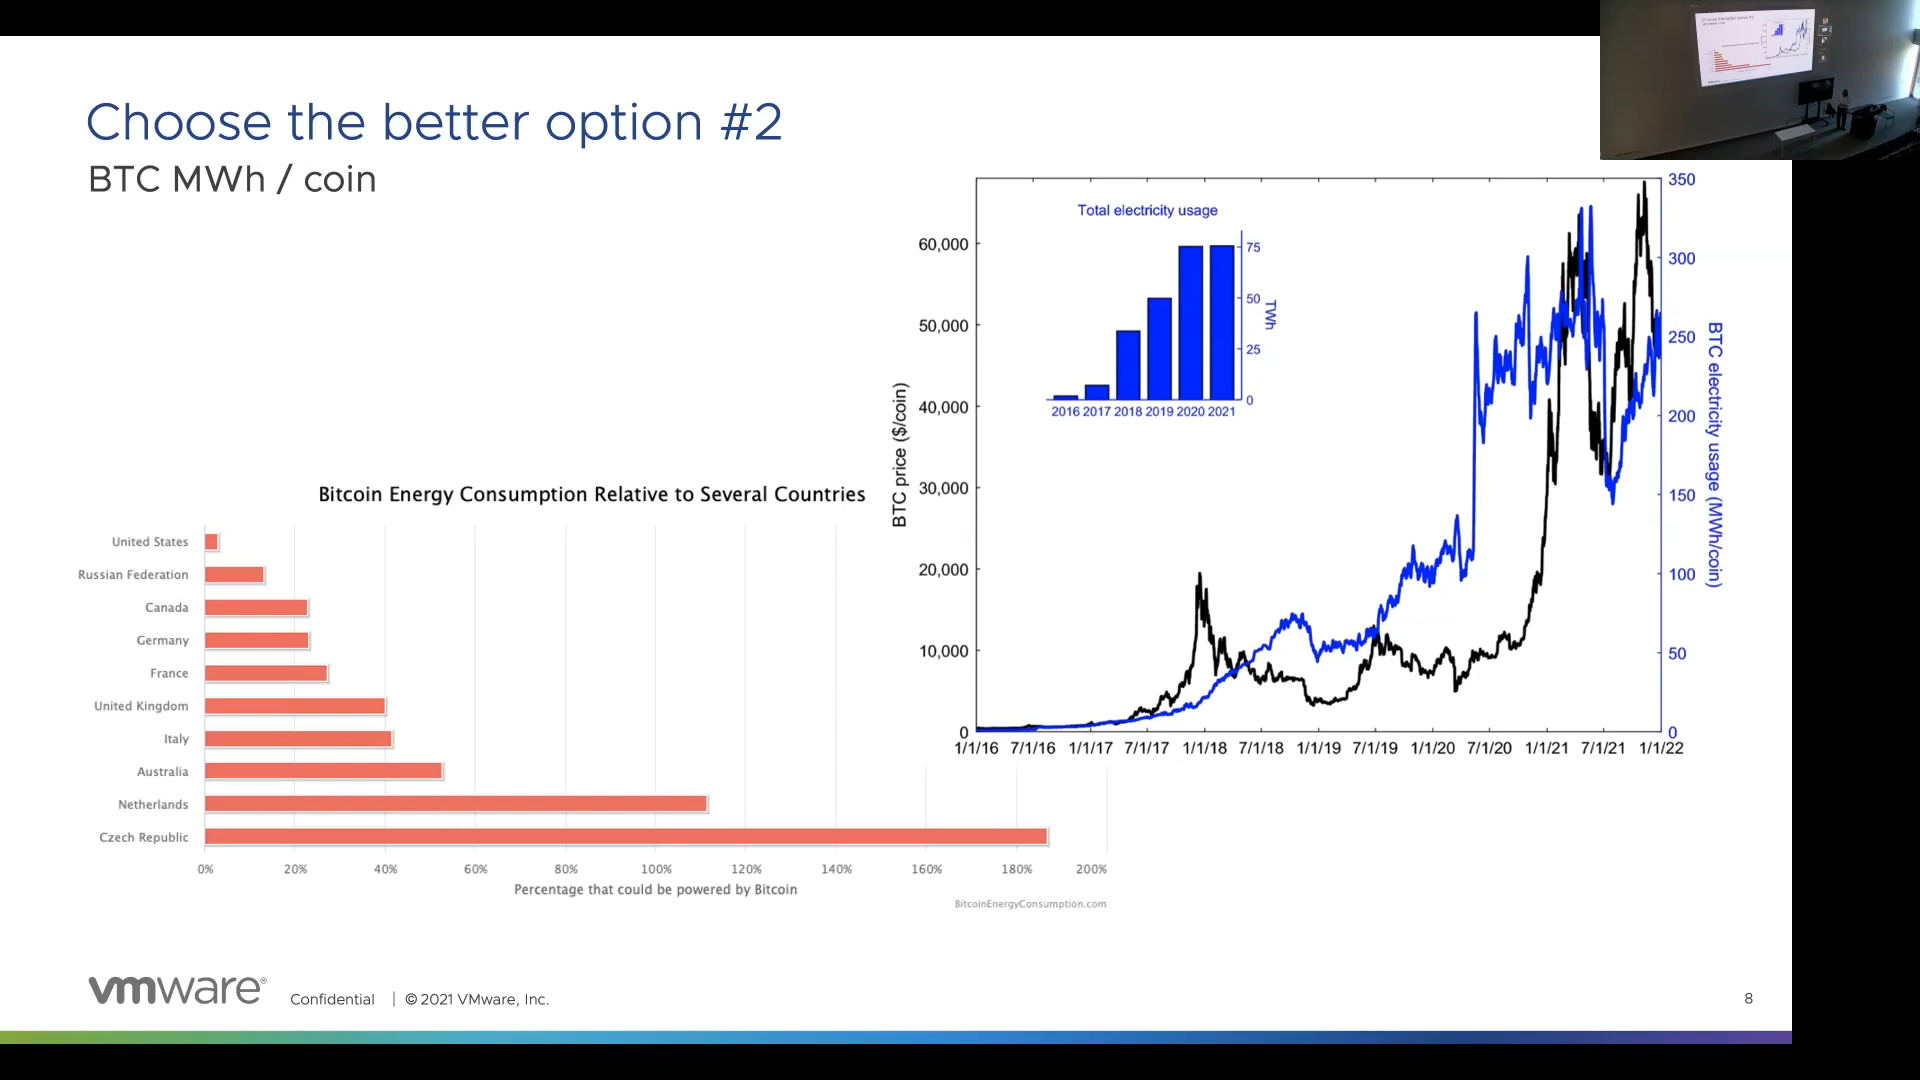 Choose the better option #2
BTC MWh / coin
Bitcoin Energy Consumption Relative to Several Countries
United States
Russian Federation
Canada
Germany
France
United Kingdom
Italy
Australia
Netherlands
Czech Republic
0% 20% 40% 60% 80% 100% 120% 140% 160% 180% 200%
Percentage that could be powered by Bitcoin
BitcoinEnergyConsumption.com
Total electricity usage
75
50
25
0
TWh
2016 2017 2018 2019 2020 2021
BTC price ($/coin)
60,000
50,000
40,000
30,000
20,000
10,000
0
350
300
250
200
150
100
50
0
BTC electricity usage (MWh/coin)
1/1/16 7/1/16 1/1/17 7/1/17 1/1/18 7/1/18 1/1/19 7/1/19 1/1/20 7/1/20 1/1/21 7/1/21 1/1/22
vmware®
Confidential | © 2021 VMware, Inc.
8